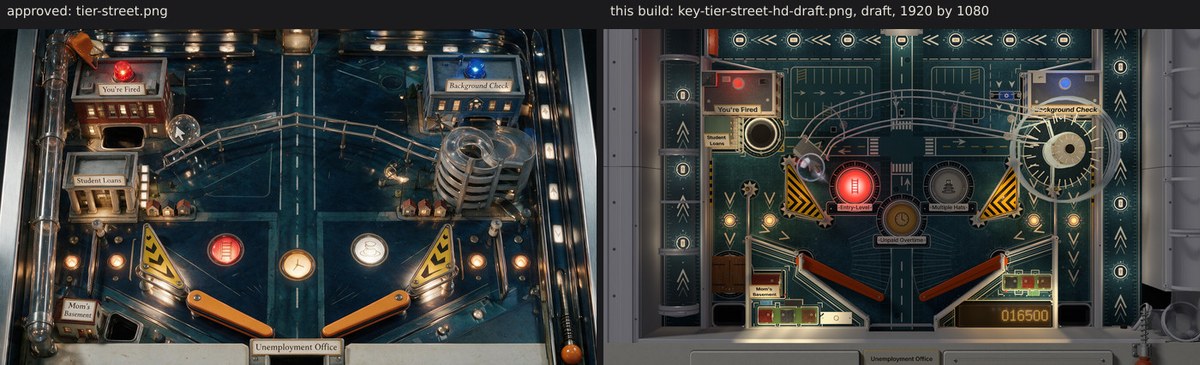 approved: tier-street.png
this build: key-tier-street-hd-draft.png, draft, 1920 by 1080
You're Fired
Background Check
Student Loans
Mom's
Basement
Unemployment Office
You're Fired
Background Check
Student
Loans
Entry-Level
Multiple Hats
Unpaid Overtime
Mom's
Basement
016500
Unemployment Office